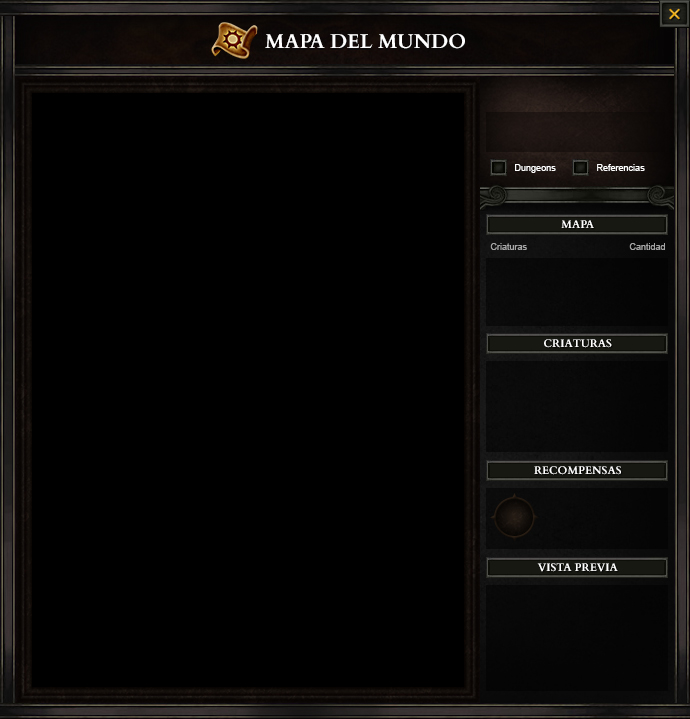 MAPA DEL MUNDO
Dungeons Referencias
MAPA
Criaturas Cantidad
CRIATURAS
RECOMPENSAS
VISTA PREVIA